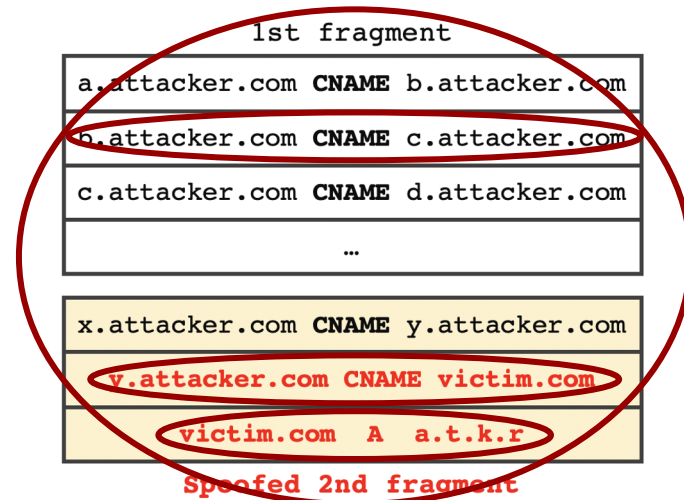 1st fragment
a.attacker.com CNAME b.attacker.com
b.attacker.com CNAME c.attacker.com
c.attacker.com CNAME d.attacker.com
…
x.attacker.com CNAME y.attacker.com
y.attacker.com CNAME victim.com
victim.com A a.t.k.r
Spoofed 2nd fragment